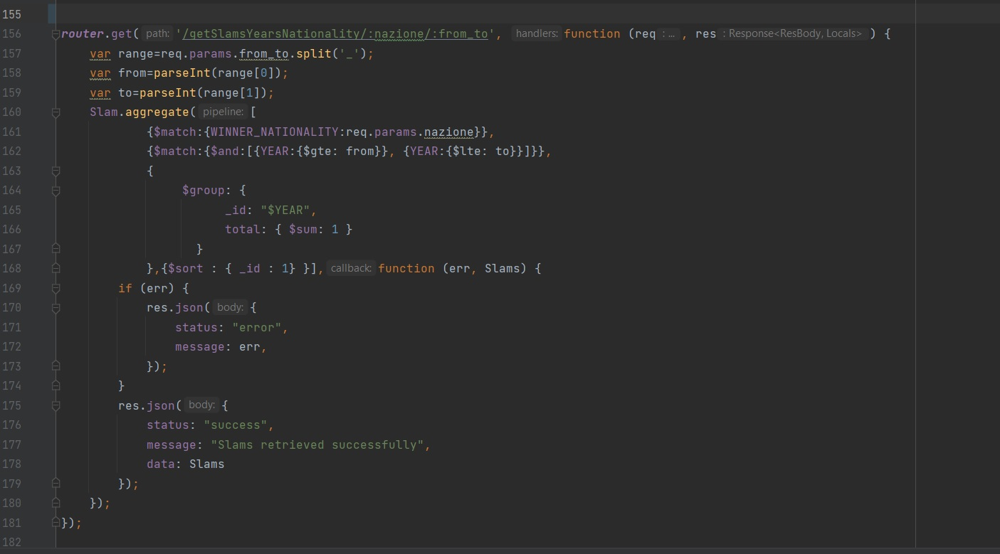 155
156 router.get( path: '/getSlamsYearsNationality/:nazione/:from_to', handlers: function (req : ... , res : Response<ResBody, Locals> ) {
157 var range=req.params.from_to.split('_');
158 var from=parseInt(range[0]);
159 var to=parseInt(range[1]);
160 Slam.aggregate( pipeline: [
161 {$match:{WINNER_NATIONALITY:req.params.nazione}},
162 {$match:{$and:[{YEAR:{$gte: from}}, {YEAR:{$lte: to}}]}},
163 {
164 $group: {
165 _id: "$YEAR",
166 total: { $sum: 1 }
167 }
168 },{$sort : { _id : 1} }], callback: function (err, Slams) {
169 if (err) {
170 res.json( body: {
171 status: "error",
172 message: err,
173 });
174 }
175 res.json( body: {
176 status: "success",
177 message: "Slams retrieved successfully",
178 data: Slams
179 });
180 });
181 });
182